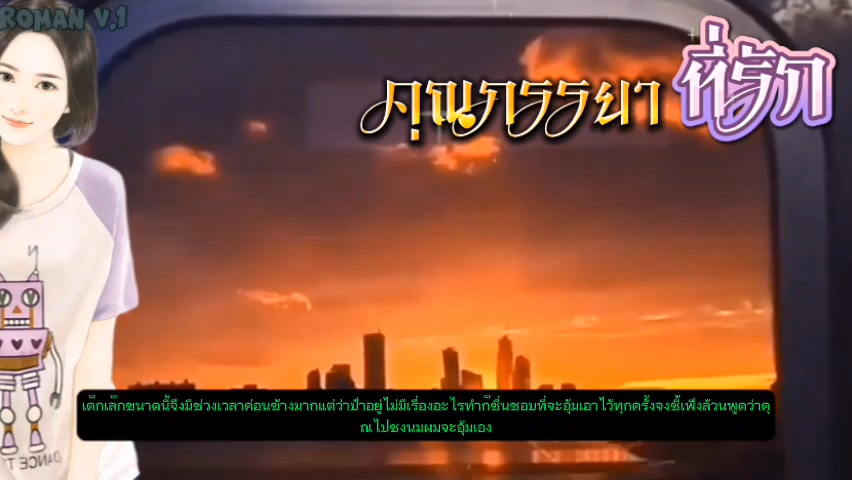 ROMAN V.1
คุณภรรยา ที่รัก
เด็กเล็กขนาดนี้จึงมีช่วงเวลาค่อนข้างมากแต่ว่าป๋าอยู่ไม่มีเรื่องอะไรทำก็ชื่นชอบที่จะอุ้มเอาไว้ทุกครั้งจงชี้เฟิงล้วนพูดว่าคุ
ณไปชงนมผมจะอุ้มเอง
DANCE T